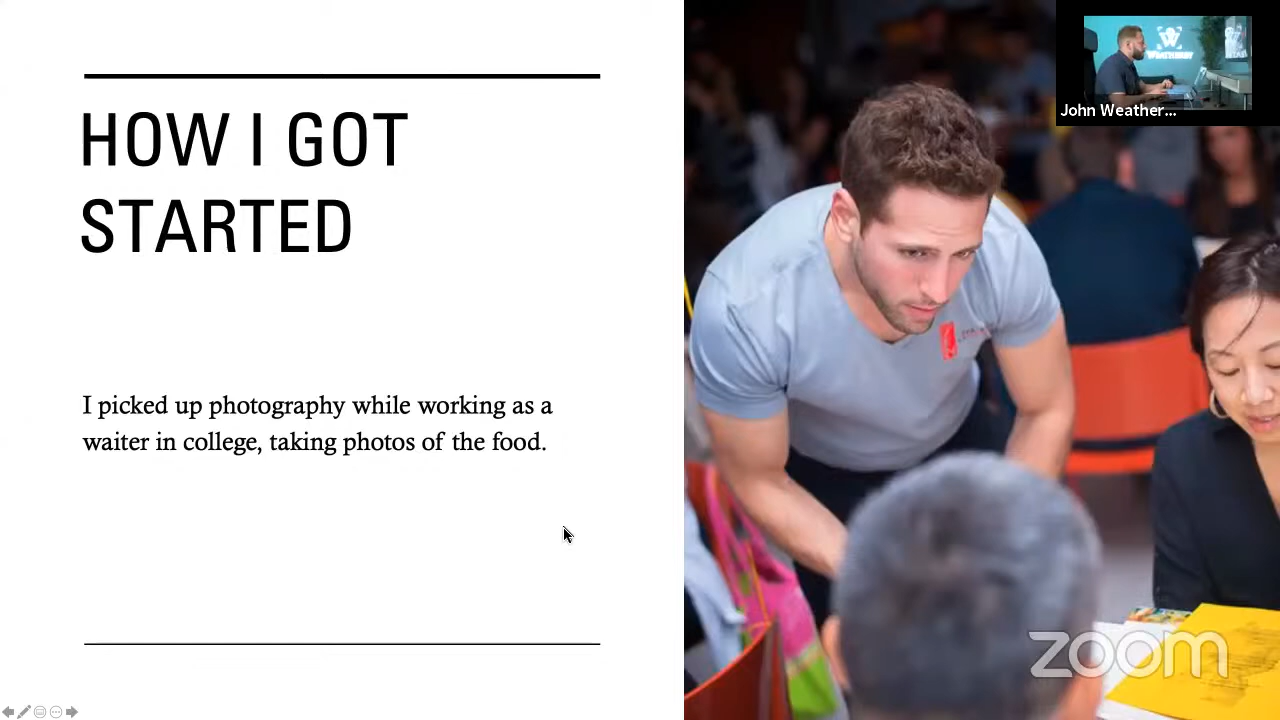 HOW I GOT
STARTED
I picked up photography while working as a
waiter in college, taking photos of the food.
John Weather...
zoom